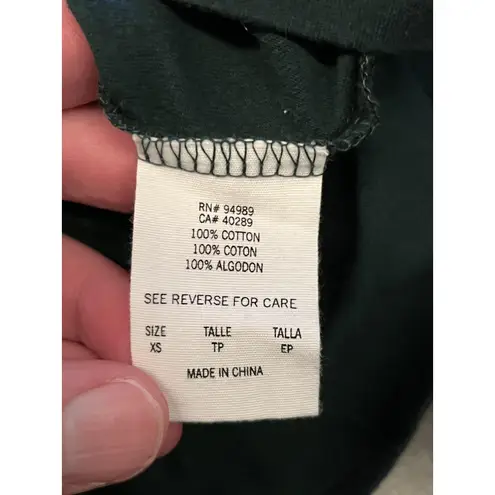 RN# 94989
CA# 40289
100% COTTON
100% COTON
100% ALGODON
SEE REVERSE FOR CARE
SIZE TALLE TALLA
XS TP EP
MADE IN CHINA